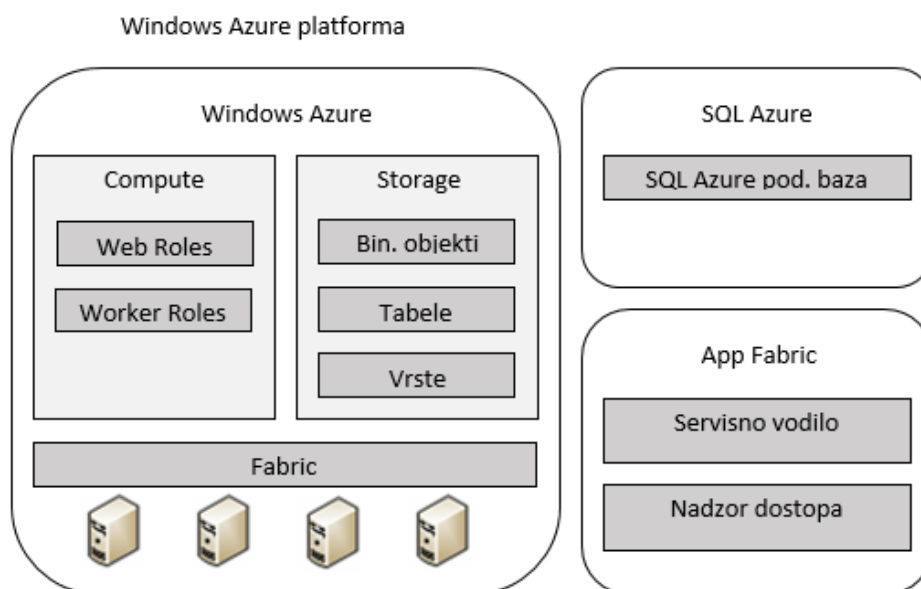 Windows Azure platforma
Windows Azure
Compute
Web Roles
Worker Roles
Storage
Bin. objekti
Tabele
Vrste
Fabric
SQL Azure
SQL Azure pod. baza
App Fabric
Servisno vodilo
Nadzor dostopa